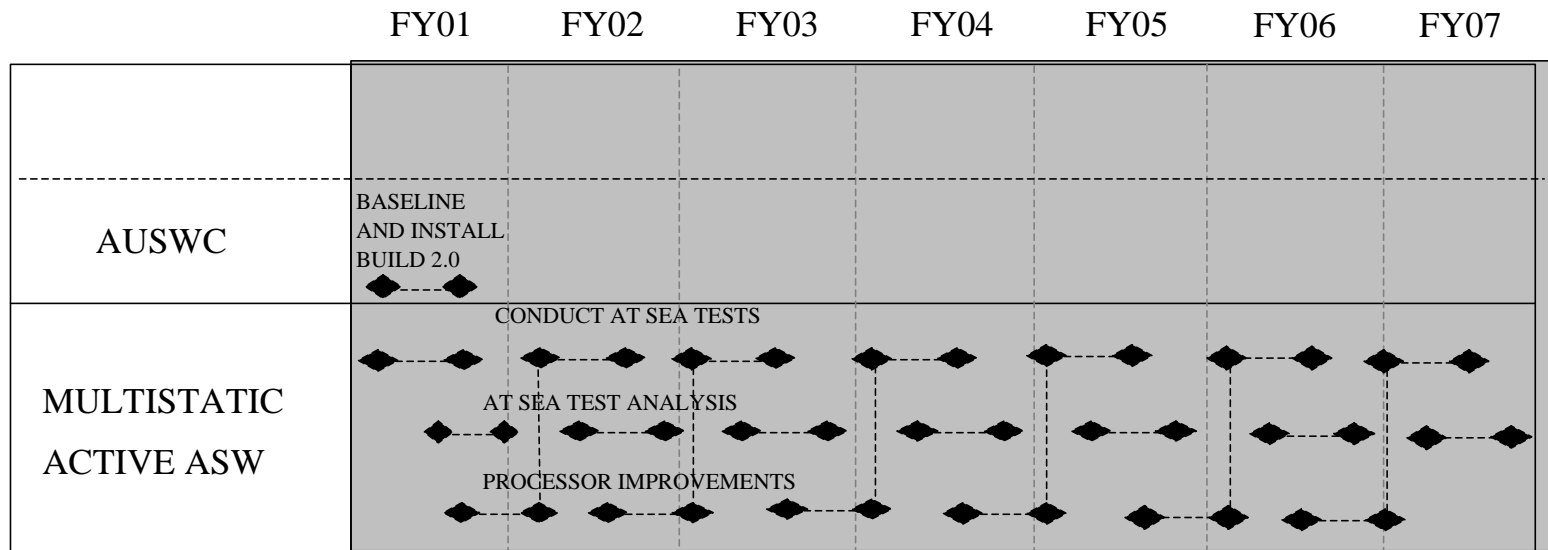 FY01 FY02 FY03 FY04 FY05 FY06 FY07
AUSWC
BASELINE
AND INSTALL
BUILD 2.0
MULTISTATIC
ACTIVE ASW
CONDUCT AT SEA TESTS
AT SEA TEST ANALYSIS
PROCESSOR IMPROVEMENTS